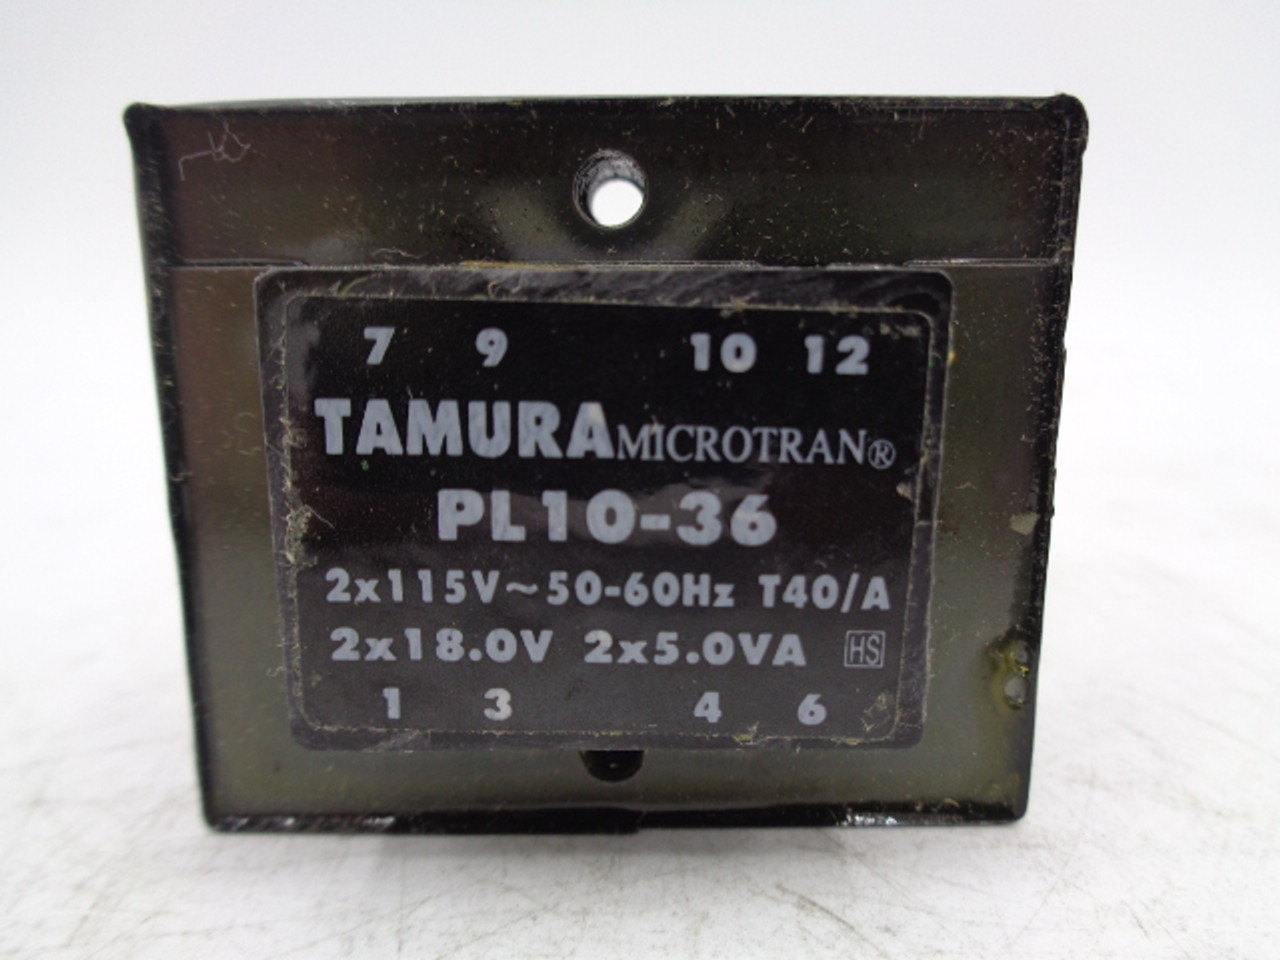 7 9 10 12
TAMURA MICROTRAN®
PL10-36
2x115V~50-60Hz T40/A
2x18.0V 2x5.0VA HS
1 3 4 6